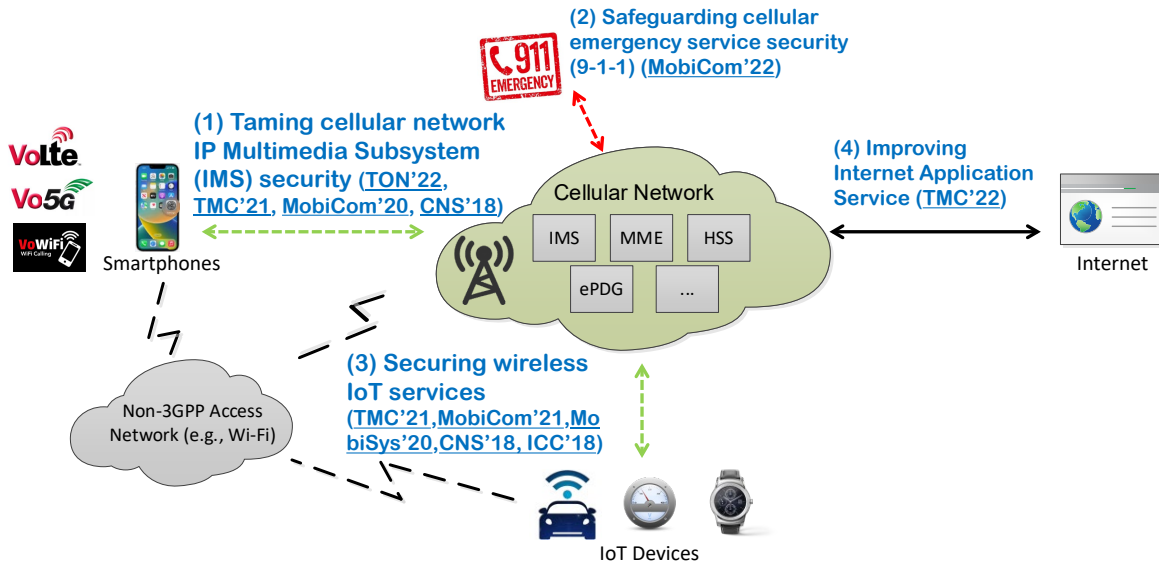 (2) Safeguarding cellular
emergency service security
(9-1-1) (MobiCom’22)
911
EMERGENCY
(1) Taming cellular network
IP Multimedia Subsystem
(IMS) security (TON’22,
TMC’21, MobiCom’20, CNS’18)
VoLte
Vo5G
VoWiFi
WiFi Calling
Smartphones
Cellular Network
IMS
MME
HSS
ePDG
...
(4) Improving
Internet Application
Service (TMC’22)
Internet
Non-3GPP Access
Network (e.g., Wi-Fi)
(3) Securing wireless
IoT services
(TMC’21,MobiCom’21,Mo
biSys’20,CNS’18, ICC’18)
IoT Devices